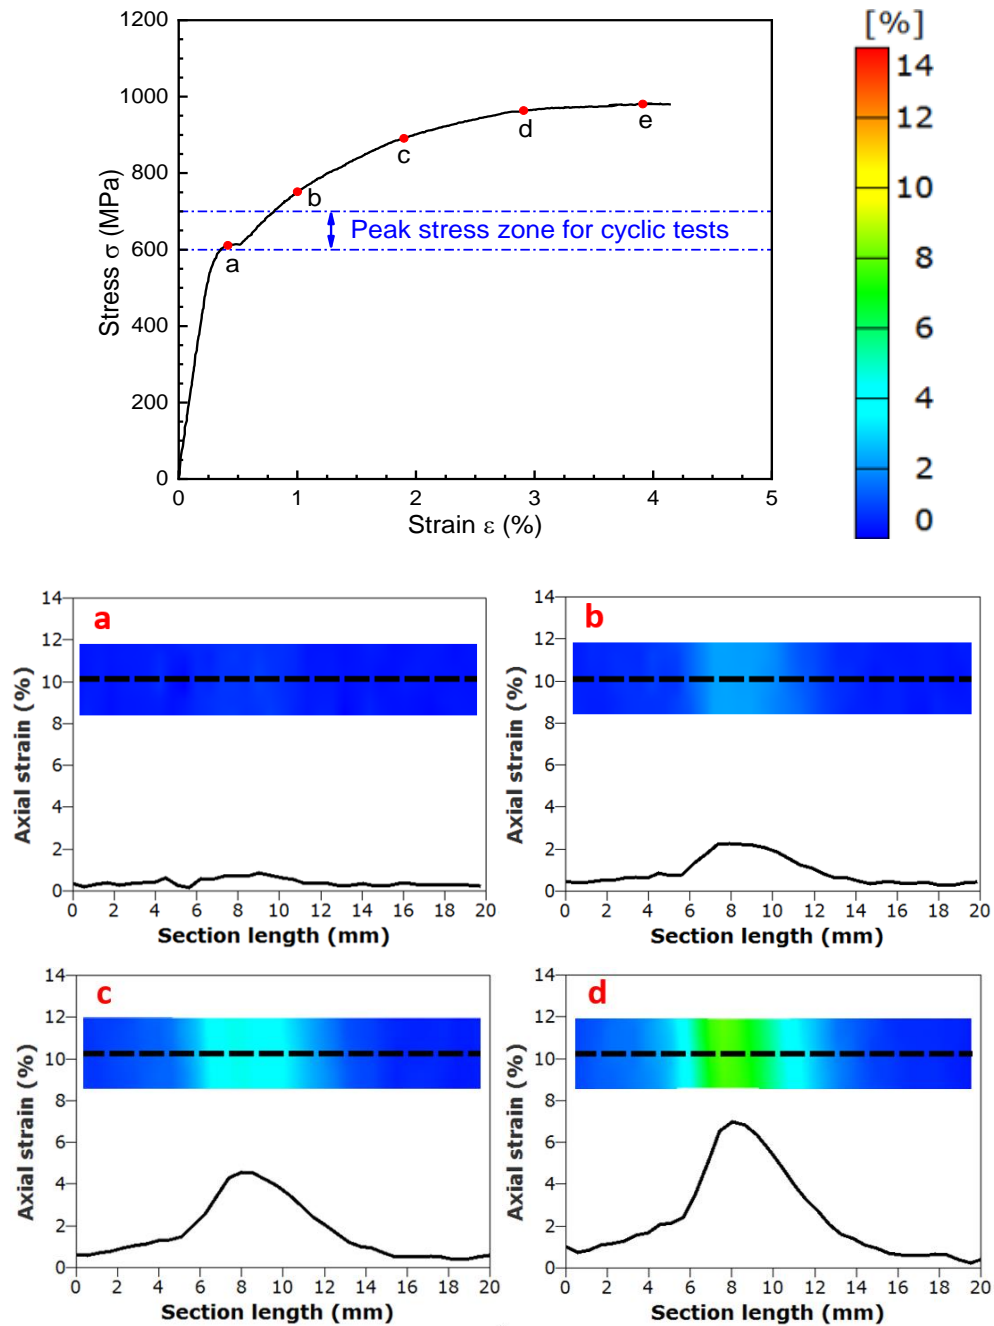 1200
1000
800
600
400
200
0
Stress σ (MPa)
0 1 2 3 4 5
Strain ε (%)
a
b
c
d
e
Peak stress zone for cyclic tests
[%]
14
12
10
8
6
4
2
0
a
14
12
10
8
6
4
2
0
Axial strain (%)
0 2 4 6 8 10 12 14 16 18 20
Section length (mm)
b
14
12
10
8
6
4
2
0
Axial strain (%)
0 2 4 6 8 10 12 14 16 18 20
Section length (mm)
c
14
12
10
8
6
4
2
0
Axial strain (%)
0 2 4 6 8 10 12 14 16 18 20
Section length (mm)
d
14
12
10
8
6
4
2
0
Axial strain (%)
0 2 4 6 8 10 12 14 16 18 20
Section length (mm)